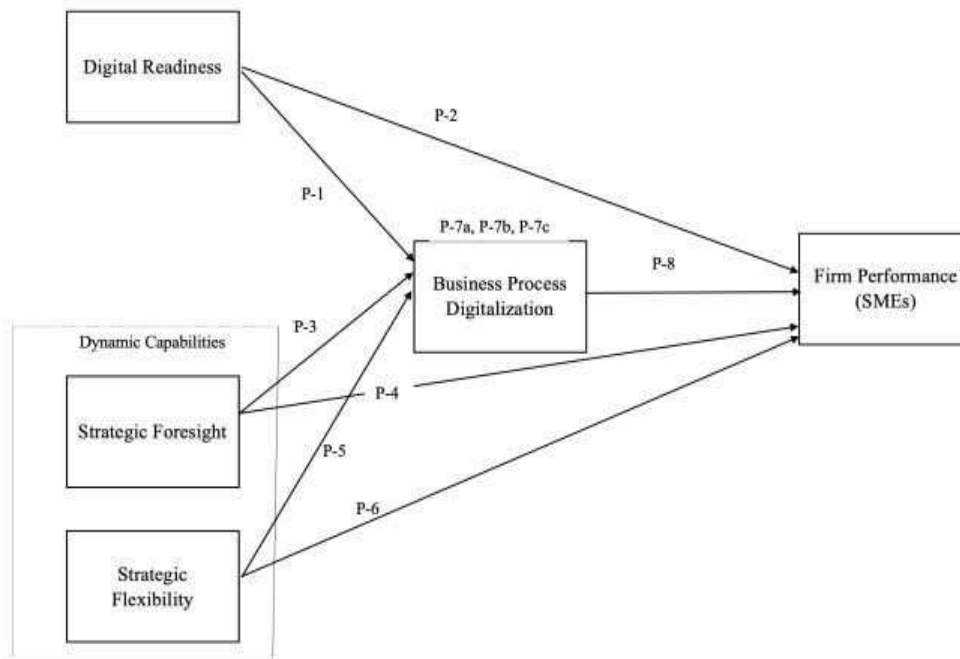 Digital Readiness
P-2
P-1
P-7a, P-7b, P-7c
Business Process
Digitalization
P-8
Firm Performance
(SMEs)
Dynamic Capabilities
P-3
Strategic Foresight
P-4
P-5
P-6
Strategic
Flexibility